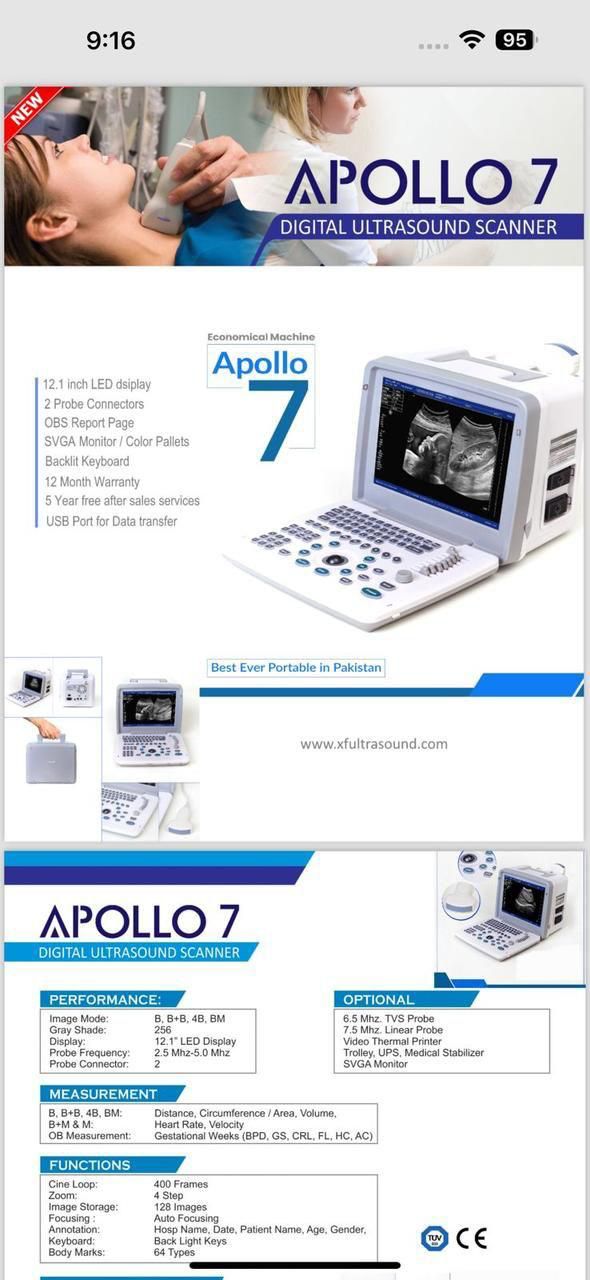 9:16
95
NEW
APOLLO 7
DIGITAL ULTRASOUND SCANNER
Economical Machine
Apollo
7
12.1 inch LED dsiplay
2 Probe Connectors
OBS Report Page
SVGA Monitor / Color Pallets
Backlit Keyboard
12 Month Warranty
5 Year free after sales services
USB Port for Data transfer
Best Ever Portable in Pakistan
www.xfultrasound.com
APOLLO 7
DIGITAL ULTRASOUND SCANNER
PERFORMANCE:
Image Mode: B, B+B, 4B, BM
Gray Shade: 256
Display: 12.1” LED Display
Probe Frequency: 2.5 Mhz-5.0 Mhz
Probe Connector: 2
OPTIONAL
6.5 Mhz. TVS Probe
7.5 Mhz. Linear Probe
Video Thermal Printer
Trolley, UPS, Medical Stabilizer
SVGA Monitor
MEASUREMENT
B, B+B, 4B, BM: Distance, Circumference / Area, Volume,
B+M & M: Heart Rate, Velocity
OB Measurement: Gestational Weeks (BPD, GS, CRL, FL, HC, AC)
FUNCTIONS
Cine Loop: 400 Frames
Zoom: 4 Step
Image Storage: 128 Images
Focusing : Auto Focusing
Annotation: Hosp Name, Date, Patient Name, Age, Gender,
Keyboard: Back Light Keys
Body Marks: 64 Types
TUV
CE